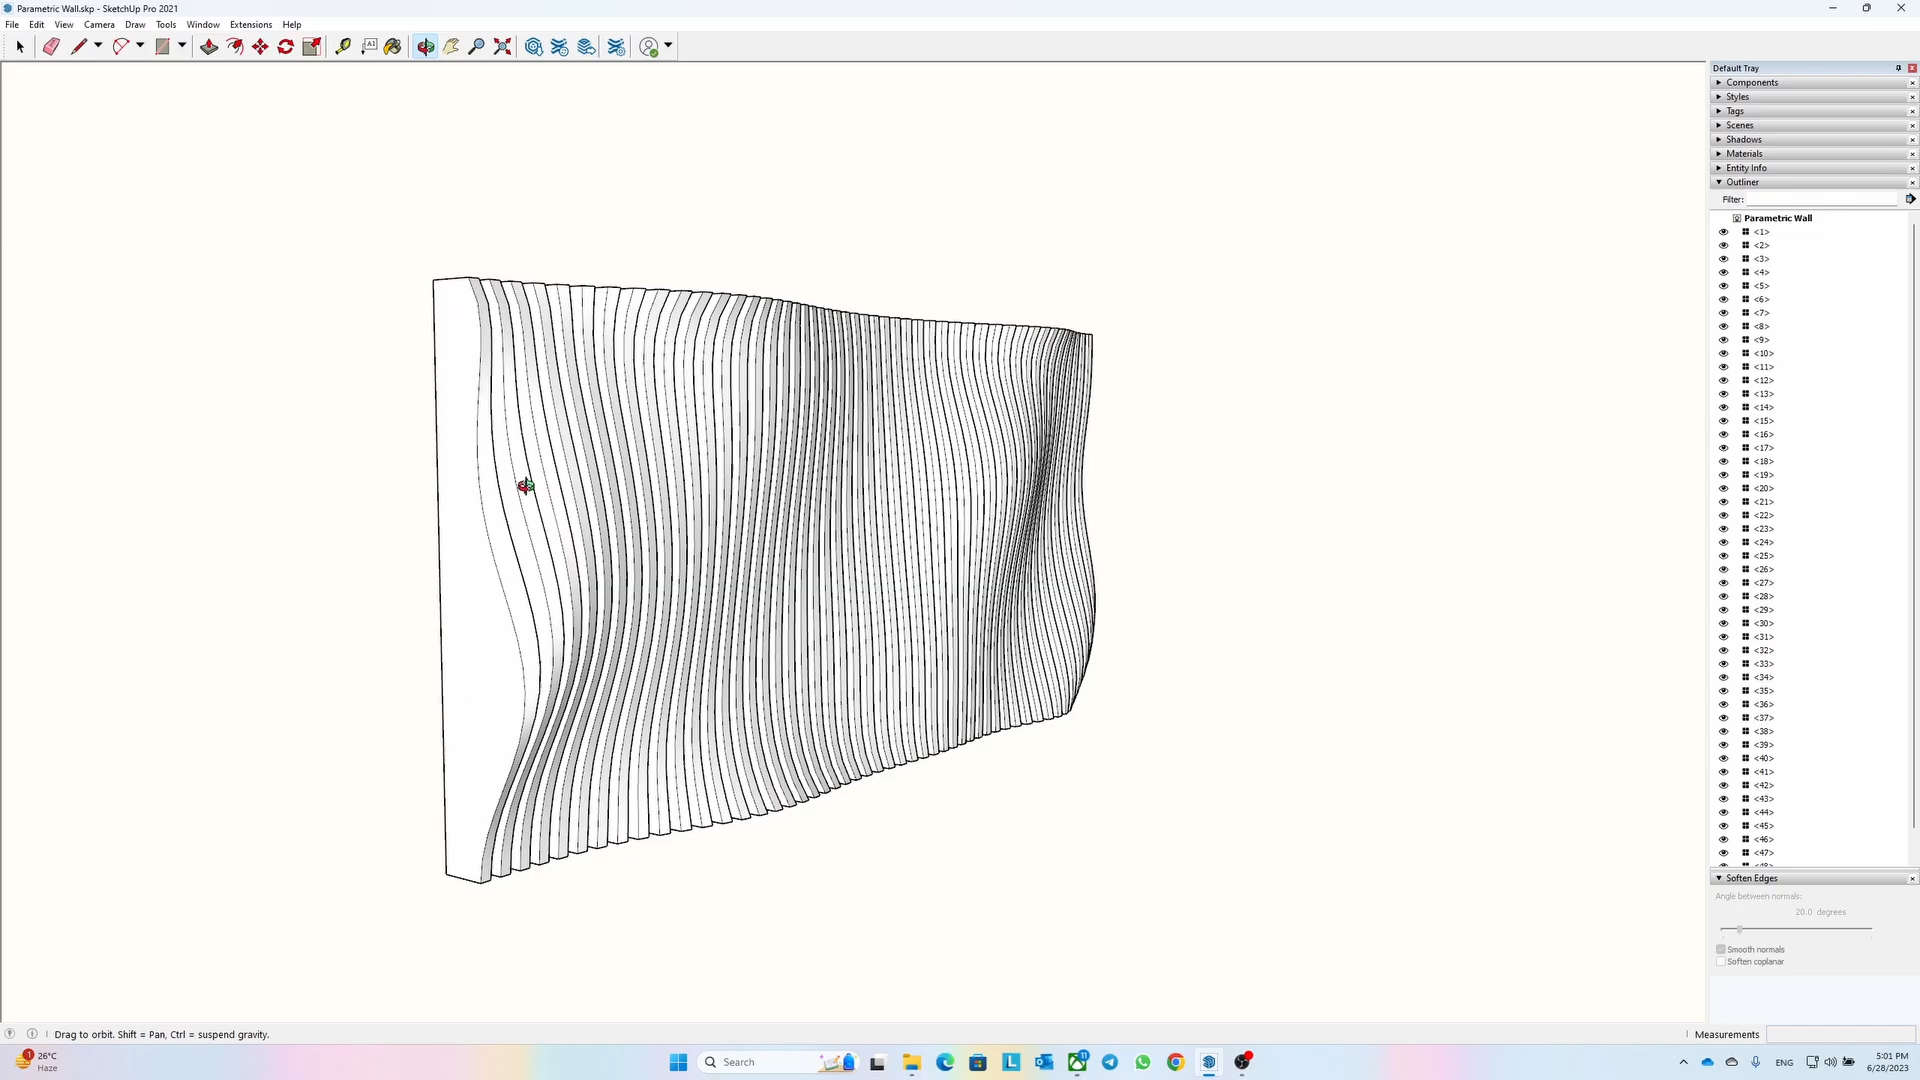 Parametric Wall.skp - SketchUp Pro 2021
File Edit View Camera Draw Tools Window Extensions Help
A1
Default Tray
Components
Styles
Tags
Scenes
Shadows
Materials
Entity Info
Outliner
Filter:
Parametric Wall
<1>
<2>
<3>
<4>
<5>
<6>
<7>
<8>
<9>
<10>
<11>
<12>
<13>
<14>
<15>
<16>
<17>
<18>
<19>
<20>
<21>
<22>
<23>
<24>
<25>
<26>
<27>
<28>
<29>
<30>
<31>
<32>
<33>
<34>
<35>
<36>
<37>
<38>
<39>
<40>
<41>
<42>
<43>
<44>
<45>
<46>
<47>
Soften Edges
Angle between normals:
20.0 degrees
Smooth normals
Soften coplanar
Drag to orbit. Shift = Pan, Ctrl = suspend gravity.
Measurements
1
26°C
Haze
Search
L
11
ENG
5:01 PM
6/28/2023